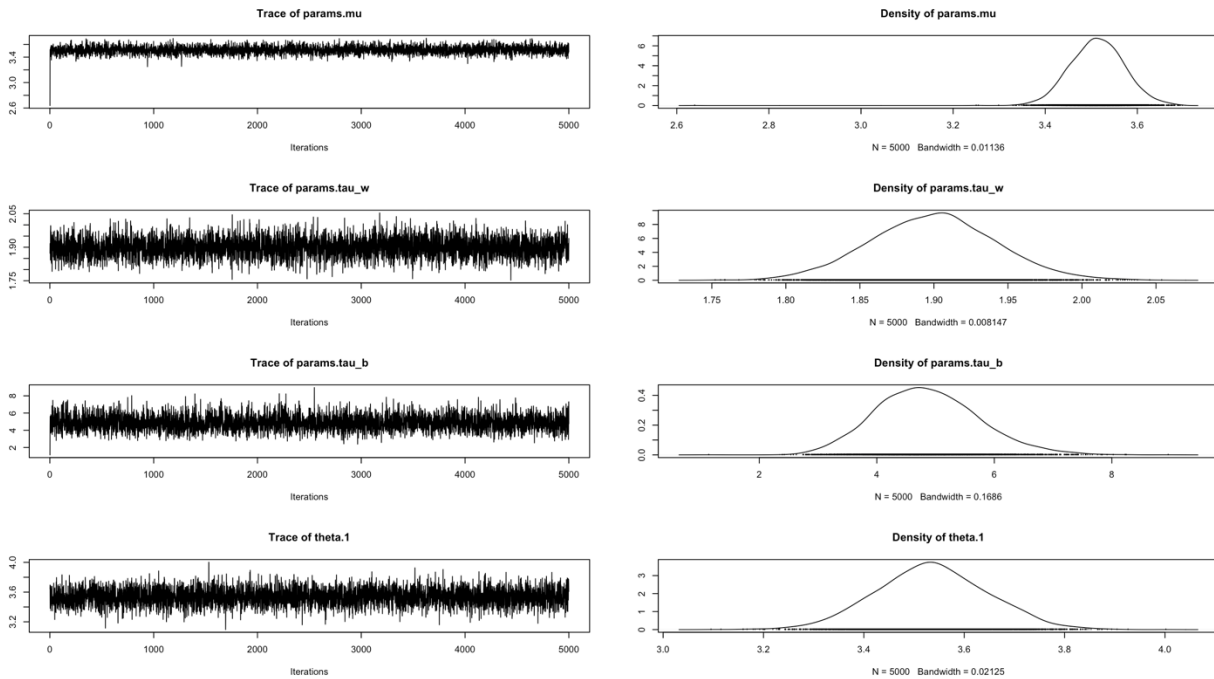 Trace of params.mu
3.4
3.0
2.6
0 1000 2000 3000 4000 5000
Iterations
Density of params.mu
6
4
2
0
2.6 2.8 3.0 3.2 3.4 3.6
N = 5000 Bandwidth = 0.01136
Trace of params.tau_w
2.05
1.90
1.75
0 1000 2000 3000 4000 5000
Iterations
Density of params.tau_w
8
6
4
2
0
1.75 1.80 1.85 1.90 1.95 2.00 2.05
N = 5000 Bandwidth = 0.008147
Trace of params.tau_b
8
6
4
2
0 1000 2000 3000 4000 5000
Iterations
Density of params.tau_b
0.4
0.2
0.0
2 4 6 8
N = 5000 Bandwidth = 0.1686
Trace of theta.1
4.0
3.6
3.2
0 1000 2000 3000 4000 5000
Iterations
Density of theta.1
3
2
1
0
3.0 3.2 3.4 3.6 3.8 4.0
N = 5000 Bandwidth = 0.02125